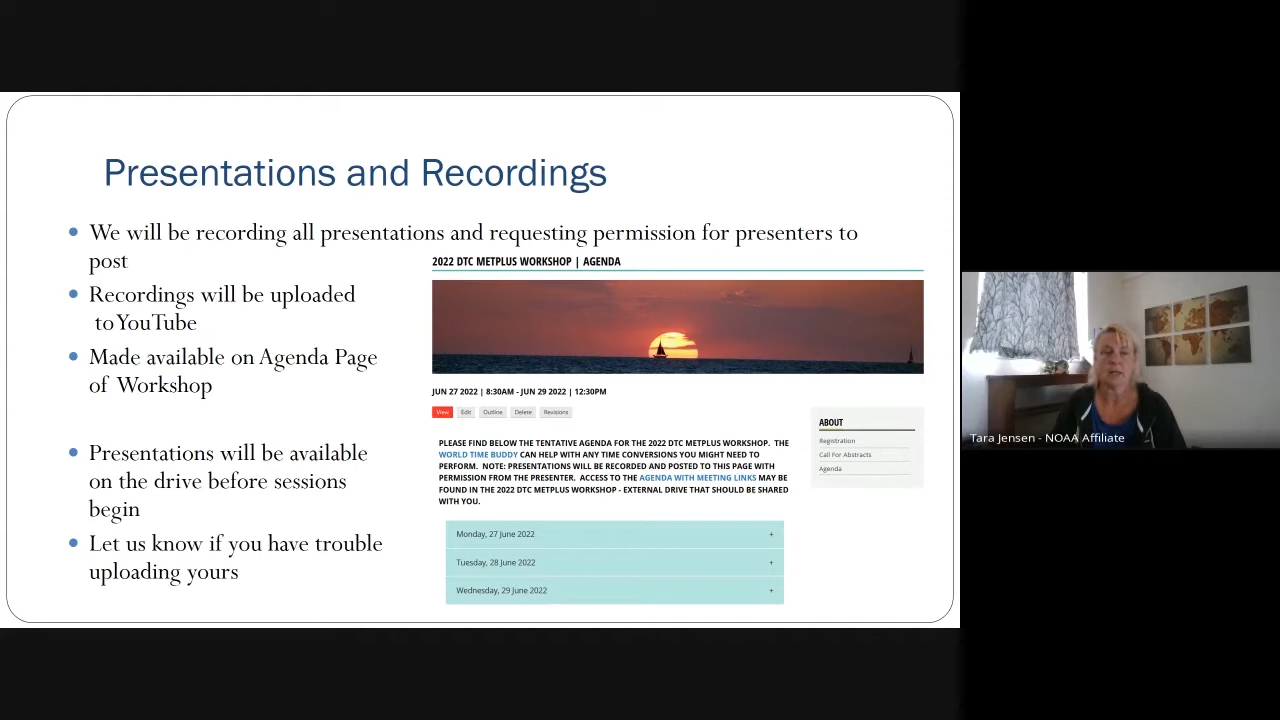 Presentations and Recordings
We will be recording all presentations and requesting permission for presenters to
post
Recordings will be uploaded
to YouTube
Made available on Agenda Page
of Workshop
Presentations will be available
on the drive before sessions
begin
Let us know if you have trouble
uploading yours
2022 DTC METPLUS WORKSHOP | AGENDA
JUN 27 2022 | 8:30AM - JUN 29 2022 | 12:30PM
View Edit Outline Delete Revisions
PLEASE FIND BELOW THE TENTATIVE AGENDA FOR THE 2022 DTC METPLUS WORKSHOP. THE
WORLD TIME BUDDY CAN HELP WITH ANY TIME CONVERSIONS YOU MIGHT NEED TO
PERFORM. NOTE: PRESENTATIONS WILL BE RECORDED AND POSTED TO THIS PAGE WITH
PERMISSION FROM THE PRESENTER. ACCESS TO THE AGENDA WITH MEETING LINKS MAY BE
FOUND IN THE 2022 DTC METPLUS WORKSHOP - EXTERNAL DRIVE THAT SHOULD BE SHARED
WITH YOU.
Monday, 27 June 2022 +
Tuesday, 28 June 2022 +
Wednesday, 29 June 2022 +
ABOUT
Registration
Call For Abstracts
Agenda
Tara Jensen - NOAA Affiliate